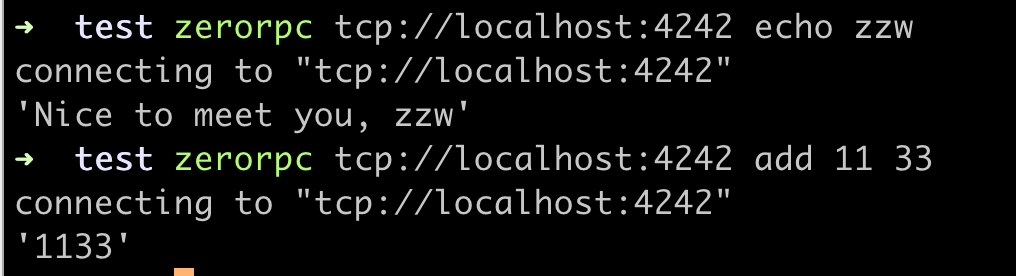 ➜  test zerorpc tcp://localhost:4242 echo zzw
connecting to "tcp://localhost:4242"
'Nice to meet you, zzw'
➜  test zerorpc tcp://localhost:4242 add 11 33
connecting to "tcp://localhost:4242"
'1133'